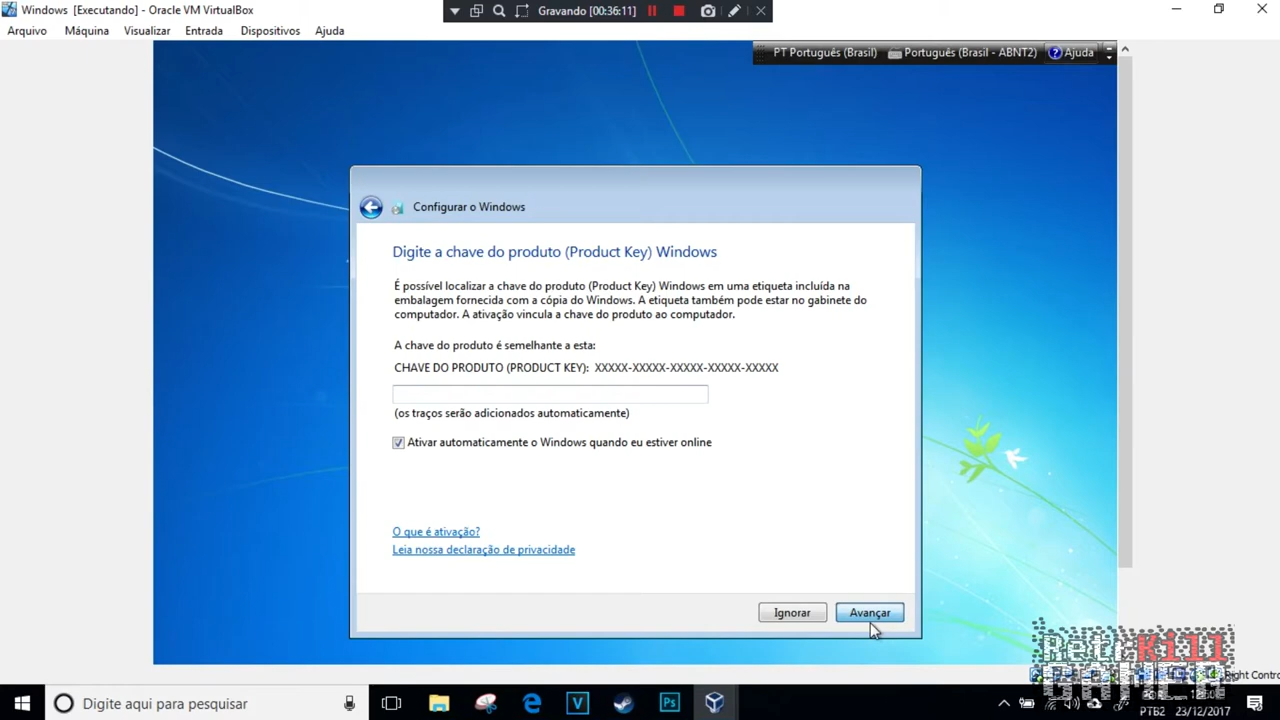 Windows [Executando] - Oracle VM VirtualBox
Gravando [00:36:11]
Arquivo Máquina Visualizar Entrada Dispositivos Ajuda
PT Português (Brasil) Português (Brasil - ABNT2) Ajuda
Configurar o Windows
Digite a chave do produto (Product Key) Windows
É possível localizar a chave do produto (Product Key) Windows em uma etiqueta incluída na
embalagem fornecida com a cópia do Windows. A etiqueta também pode estar no gabinete do
computador. A ativação vincula a chave do produto ao computador.
A chave do produto é semelhante a esta:
CHAVE DO PRODUTO (PRODUCT KEY): XXXXX-XXXXX-XXXXX-XXXXX-XXXXX
(os traços serão adicionados automaticamente)
Ativar automaticamente o Windows quando eu estiver online
O que é ativação?
Leia nossa declaração de privacidade
Ignorar Avançar
Retrokill
GAMER
Right Contro
Digite aqui para pesquisar
V
Ps
PTB2 23/12/2017